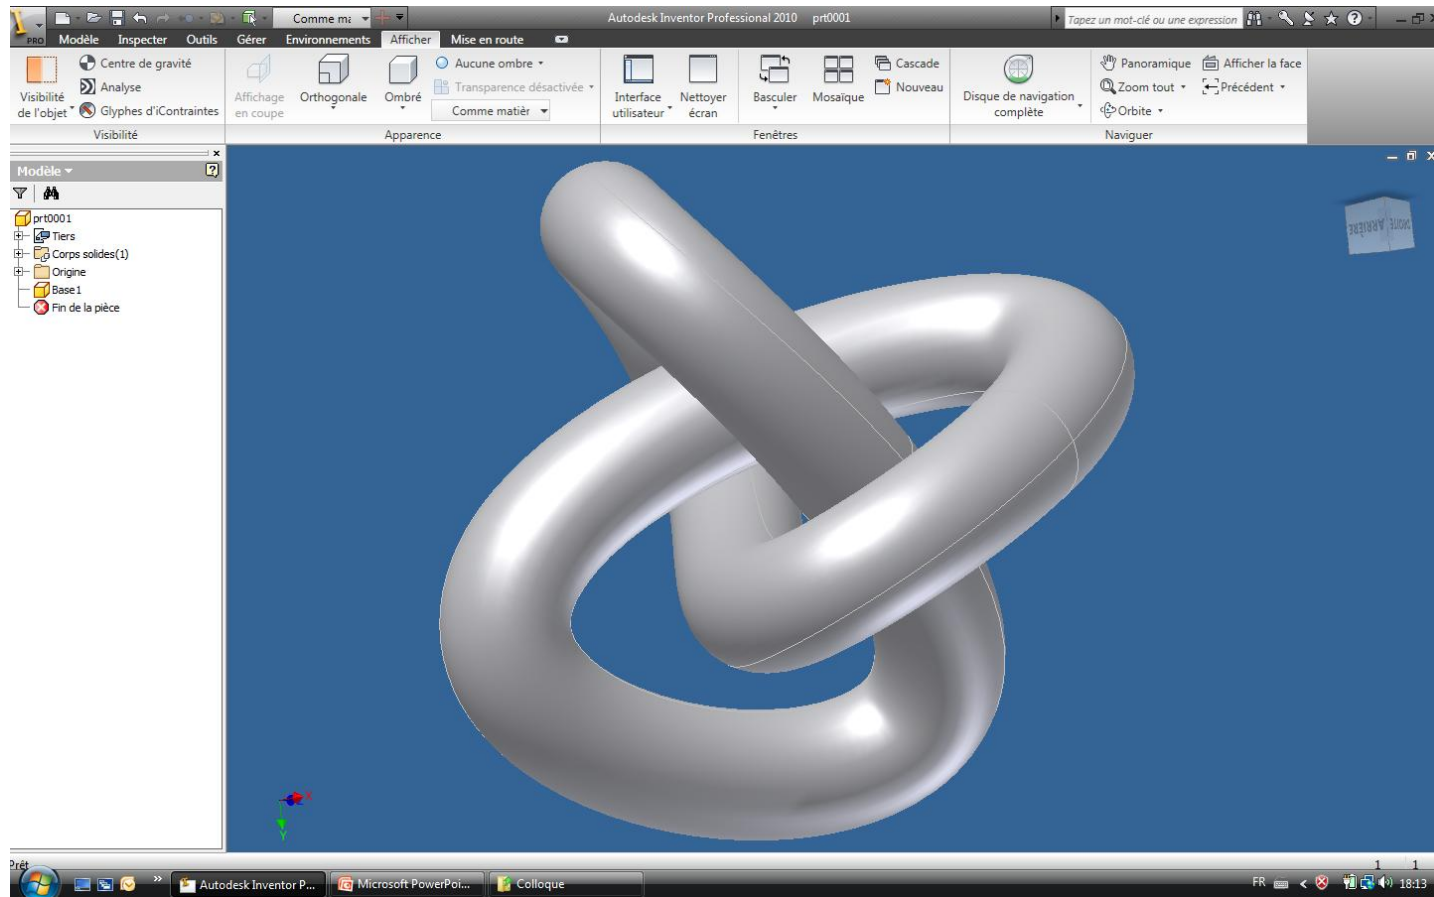 Comme ma
Autodesk Inventor Professional 2010 prt0001
Tapez un mot-clé ou une expression
PRO
Modèle Inspecter Outils Gérer Environnements Afficher Mise en route
Visibilité
de l'objet
Centre de gravité
Analyse
Glyphes d'iContraintes
Affichage
en coupe
Orthogonale
Ombré
Aucune ombre
Transparence désactivée
Comme matièr
Interface
utilisateur
Nettoyer
écran
Basculer
Mosaïque
Cascade
Nouveau
Disque de navigation
complète
Panoramique
Zoom tout
Orbite
Afficher la face
Précédent
Visibilité Apparence Fenêtres Naviguer
Modèle
prt0001
Tiers
Corps solides(1)
Origine
Base1
Fin de la pièce
ARRIÈRE DROITE
X
Y
Prêt
1 1
Autodesk Inventor P...
Microsoft PowerPoi...
Colloque
FR
18:13